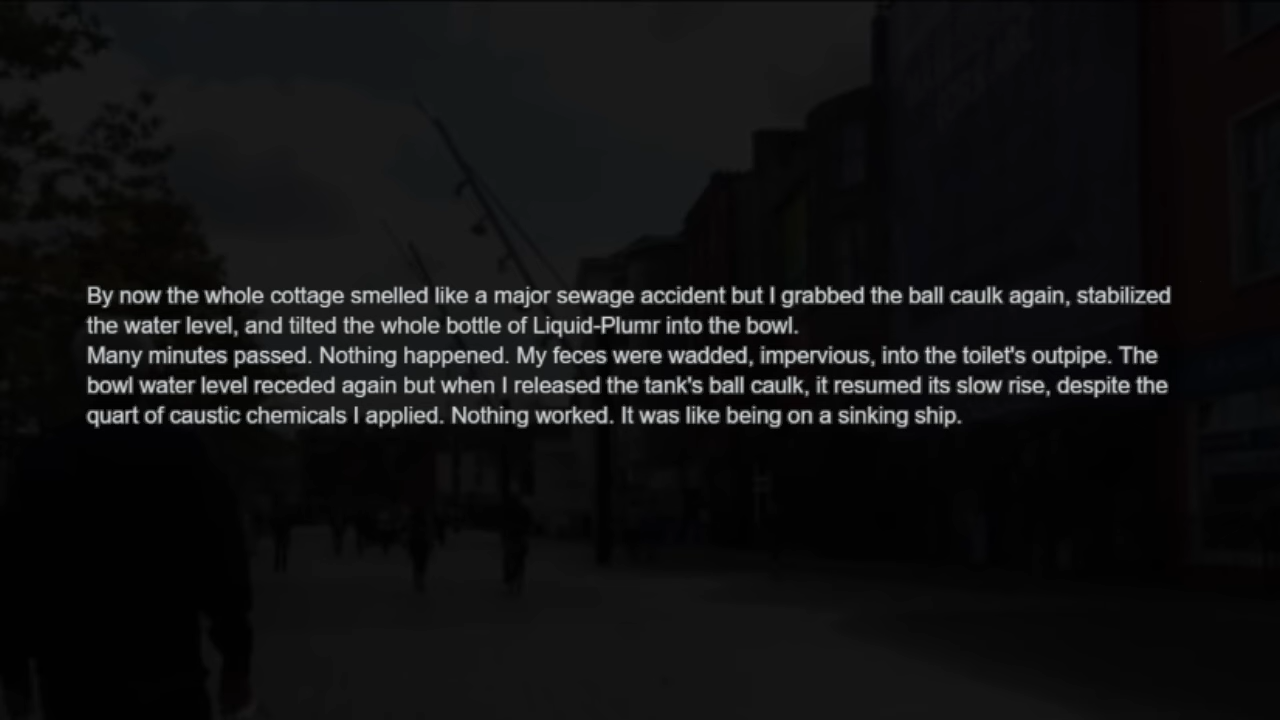 By now the whole cottage smelled like a major sewage accident but I grabbed the ball caulk again, stabilized
the water level, and tilted the whole bottle of Liquid-Plumr into the bowl.
Many minutes passed. Nothing happened. My feces were wadded, impervious, into the toilet's outpipe. The
bowl water level receded again but when I released the tank's ball caulk, it resumed its slow rise, despite the
quart of caustic chemicals I applied. Nothing worked. It was like being on a sinking ship.